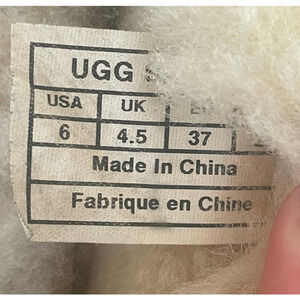 UGG
USA UK
6 4.5 37
Made In China
Fabrique en Chine